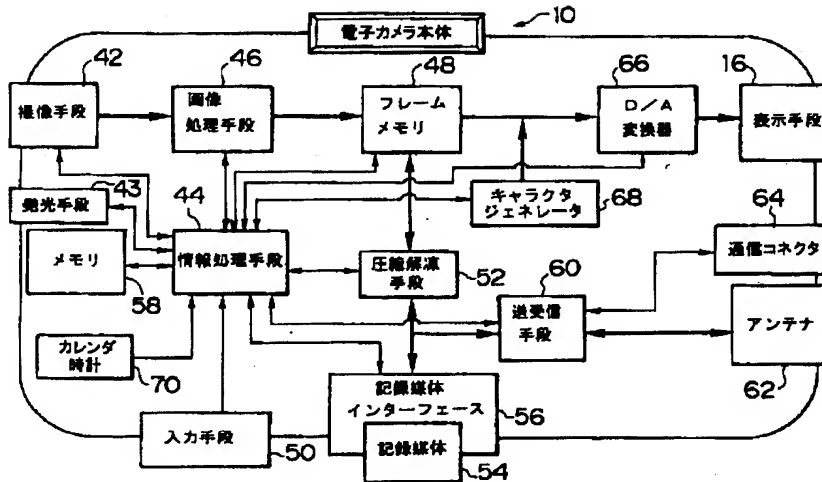 10
電子カメラ本体
42
46
48
66
16
撮像手段
画像
処理手段
フレーム
メモリ
D/A
変換器
表示手段
43
発光手段
44
キャラクタ
ジェネレータ
68
64
メモリ
58
情報処理手段
圧縮解凍
手段
52
60
通信コネクタ
送受信
手段
アンテナ
62
カレンダ
時計
70
記録媒体
インターフェース
56
入力手段
50
記録媒体
54